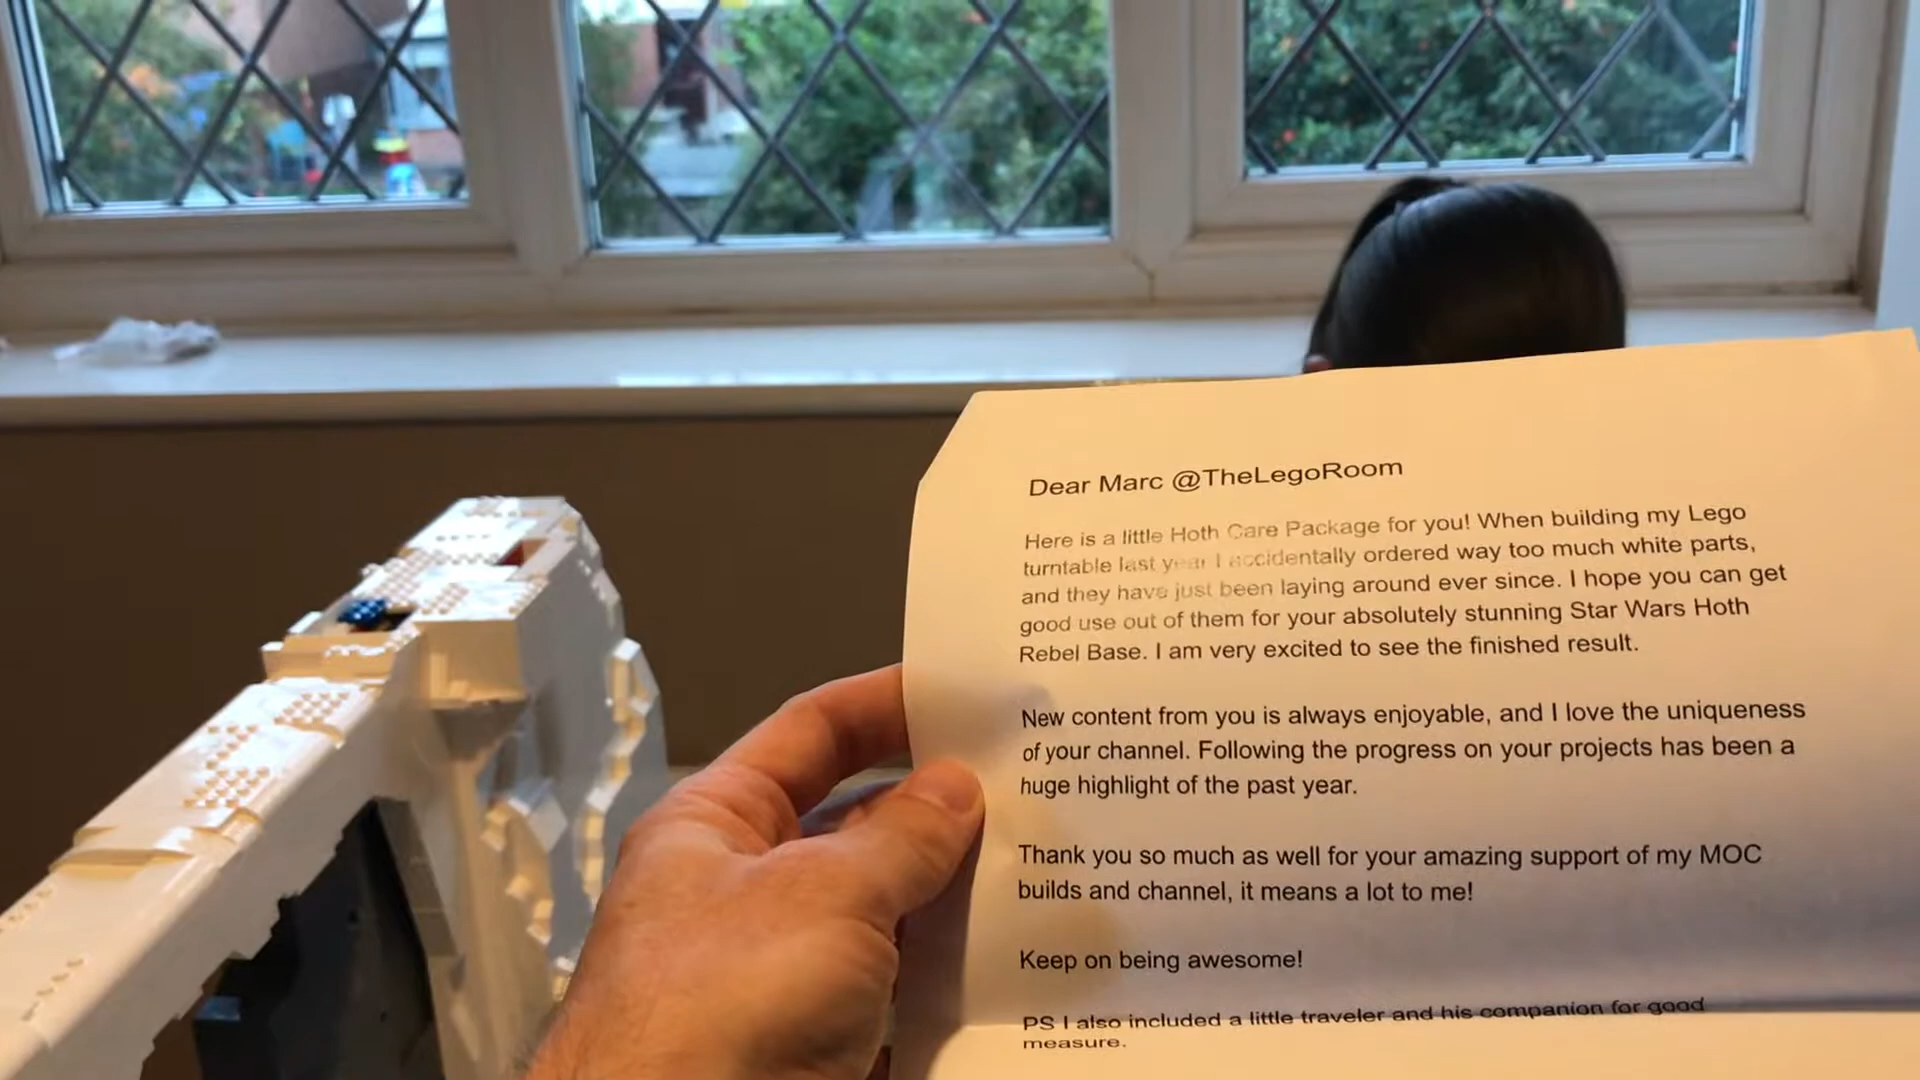 Dear Marc @TheLegoRoom
Here is a little Hoth Care Package for you! When building my Lego
turntable last year I accidentally ordered way too much white parts,
and they have just been laying around ever since. I hope you can get
good use out of them for your absolutely stunning Star Wars Hoth
Rebel Base. I am very excited to see the finished result.
New content from you is always enjoyable, and I love the uniqueness
of your channel. Following the progress on your projects has been a
huge highlight of the past year.
Thank you so much as well for your amazing support of my MOC
builds and channel, it means a lot to me!
Keep on being awesome!
PS I also included a little traveler and his companion for good
measure.